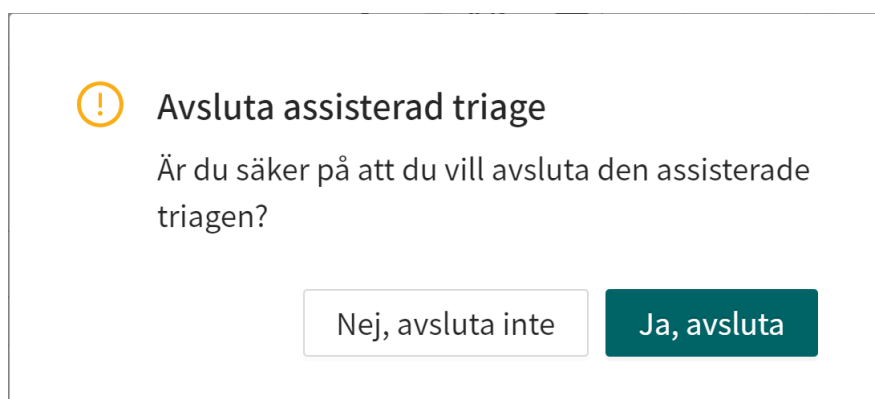 Avsluta assisterad triage
Är du säker på att du vill avsluta den assisterade
triagen?
Nej, avsluta inte
Ja, avsluta